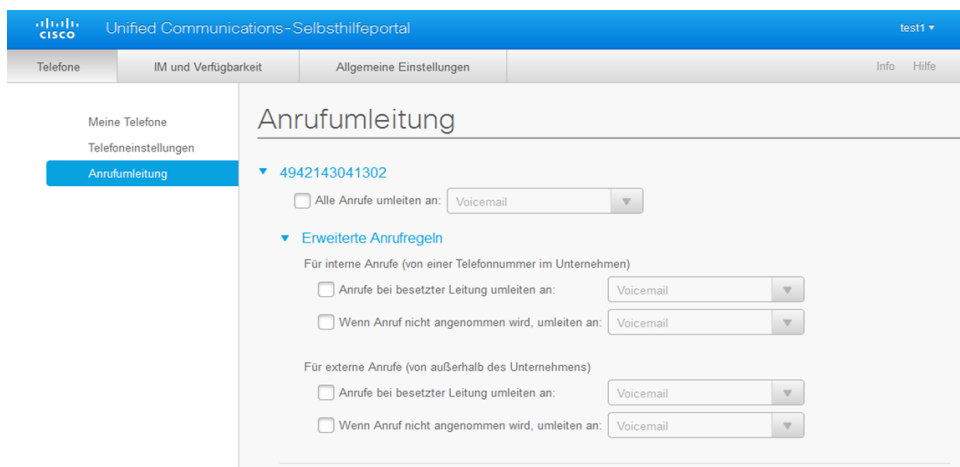 CISCO Unified Communications-Selbsthilfeportal test1
Telefone IM und Verfügbarkeit Allgemeine Einstellungen Info Hilfe
Meine Telefone
Telefoneinstellungen
Anrufumleitung
Anrufumleitung
4942143041302
Alle Anrufe umleiten an: Voicemail
Erweiterte Anrufregeln
Für interne Anrufe (von einer Telefonnummer im Unternehmen)
Anrufe bei besetzter Leitung umleiten an: Voicemail
Wenn Anruf nicht angenommen wird, umleiten an: Voicemail
Für externe Anrufe (von außerhalb des Unternehmens)
Anrufe bei besetzter Leitung umleiten an: Voicemail
Wenn Anruf nicht angenommen wird, umleiten an: Voicemail